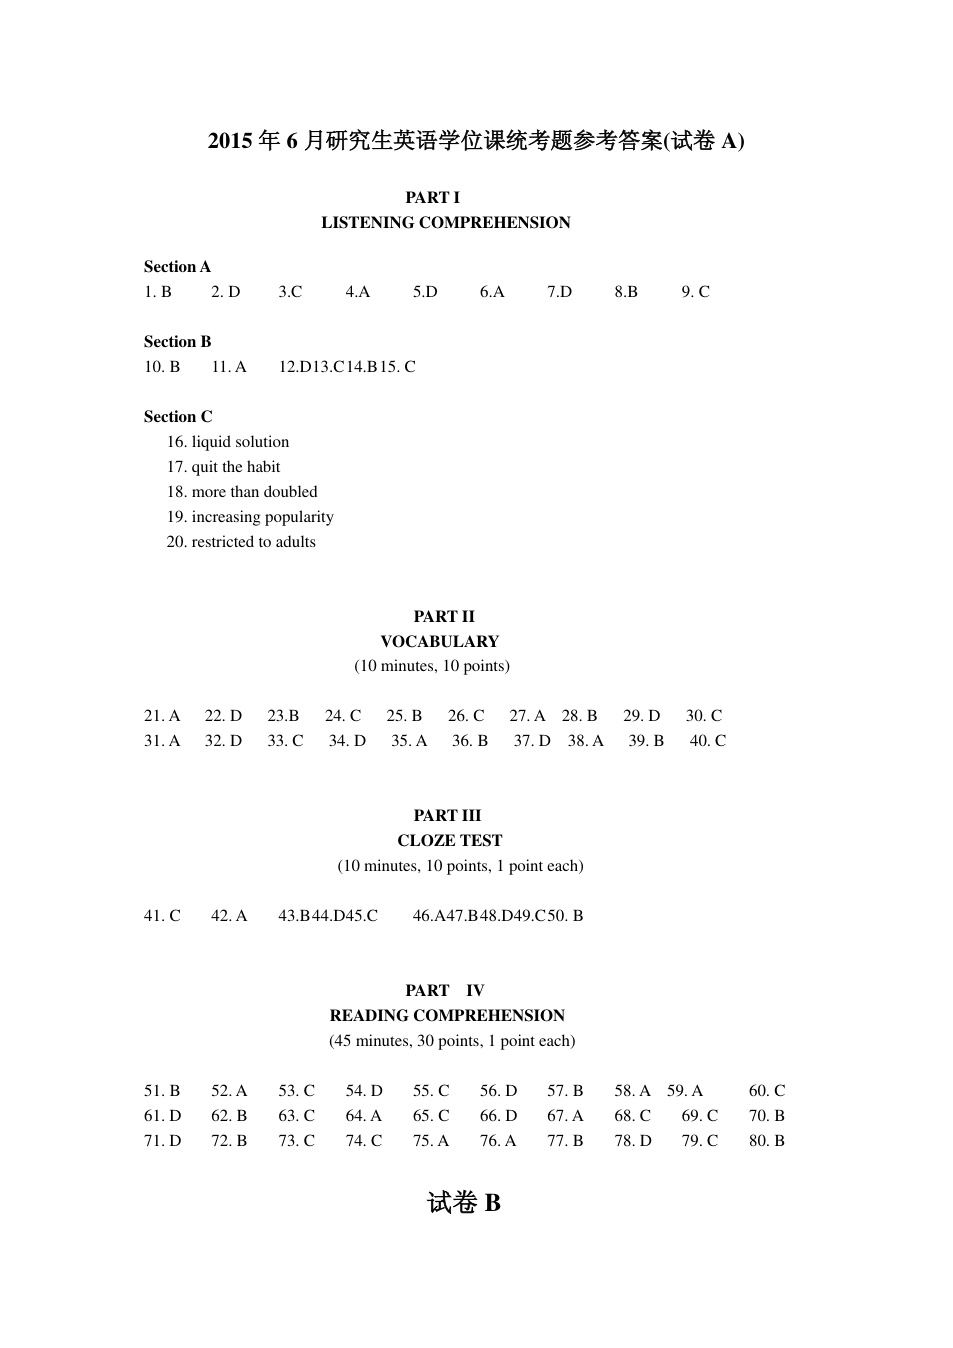 2015 年 6 月研究生英语学位课统考题参考答案(试卷 A)
PART I
LISTENING COMPREHENSION
Section A
1. B 2. D 3.C 4.A 5.D 6.A 7.D 8.B 9. C
Section B
10. B 11. A 12.D13.C14.B15. C
Section C
16. liquid solution
17. quit the habit
18. more than doubled
19. increasing popularity
20. restricted to adults
PART II
VOCABULARY
(10 minutes, 10 points)
21. A 22. D 23.B 24. C 25. B 26. C 27. A 28. B 29. D 30. C
31. A 32. D 33. C 34. D 35. A 36. B 37. D 38. A 39. B 40. C
PART III
CLOZE TEST
(10 minutes, 10 points, 1 point each)
41. C 42. A 43.B44.D45.C 46.A47.B48.D49.C50. B
PART IV
READING COMPREHENSION
(45 minutes, 30 points, 1 point each)
51. B 52. A 53. C 54. D 55. C 56. D 57. B 58. A 59. A 60. C
61. D 62. B 63. C 64. A 65. C 66. D 67. A 68. C 69. C 70. B
71. D 72. B 73. C 74. C 75. A 76. A 77. B 78. D 79. C 80. B
试卷 B